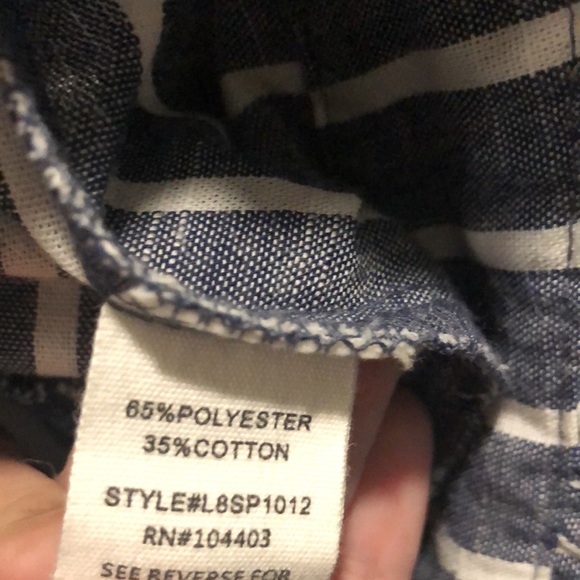 65%POLYESTER
35%COTTON
STYLE#L8SP1012
RN#104403
SEE REVERSE FOR